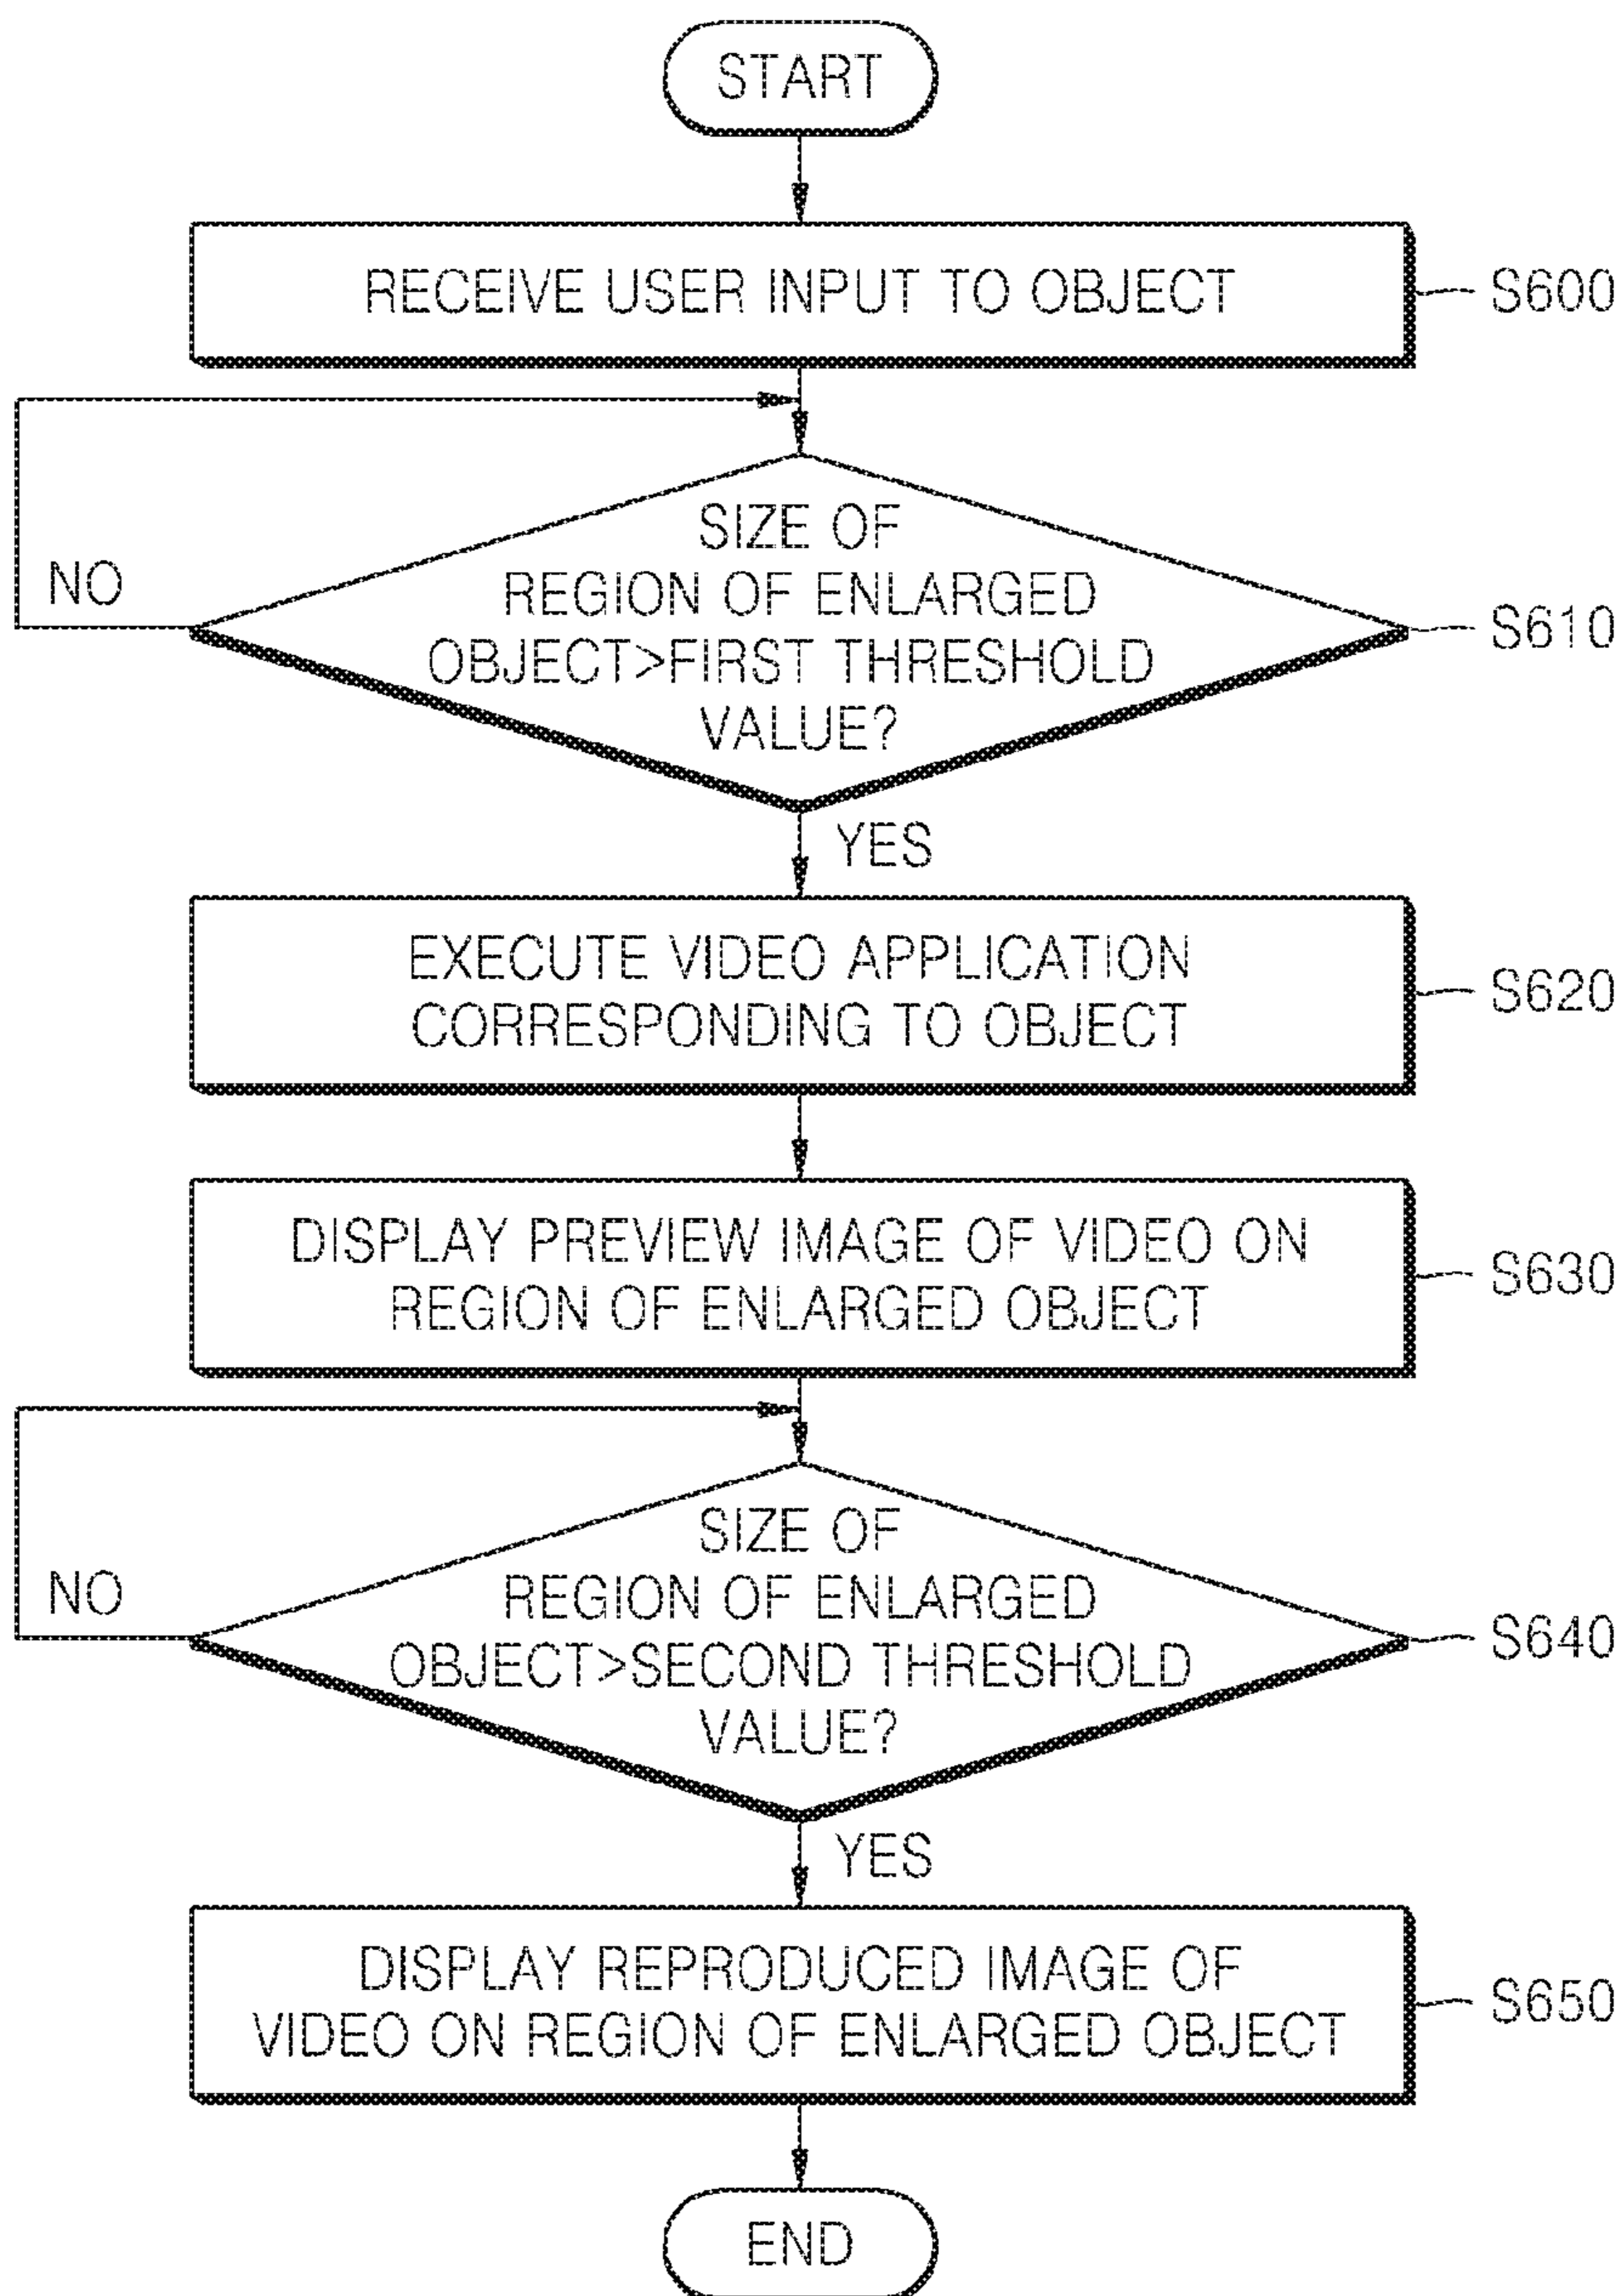 START
RECEIVE USER INPUT TO OBJECT
S600
SIZE OF
REGION OF ENLARGED
OBJECT>FIRST THRESHOLD
VALUE?
S610
NO
YES
EXECUTE VIDEO APPLICATION
CORRESPONDING TO OBJECT
S620
DISPLAY PREVIEW IMAGE OF VIDEO ON
REGION OF ENLARGED OBJECT
S630
SIZE OF
REGION OF ENLARGED
OBJECT>SECOND THRESHOLD
VALUE?
S640
NO
YES
DISPLAY REPRODUCED IMAGE OF
VIDEO ON REGION OF ENLARGED OBJECT
S650
END